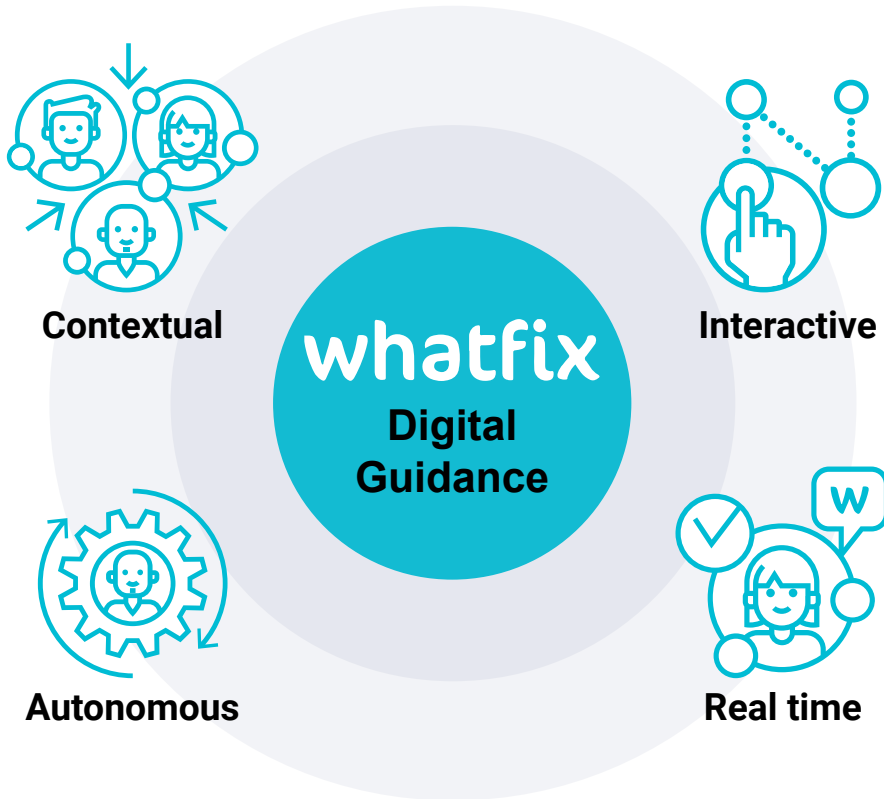 Contextual
Interactive
whatfix
Digital
Guidance
W
Autonomous
Real time